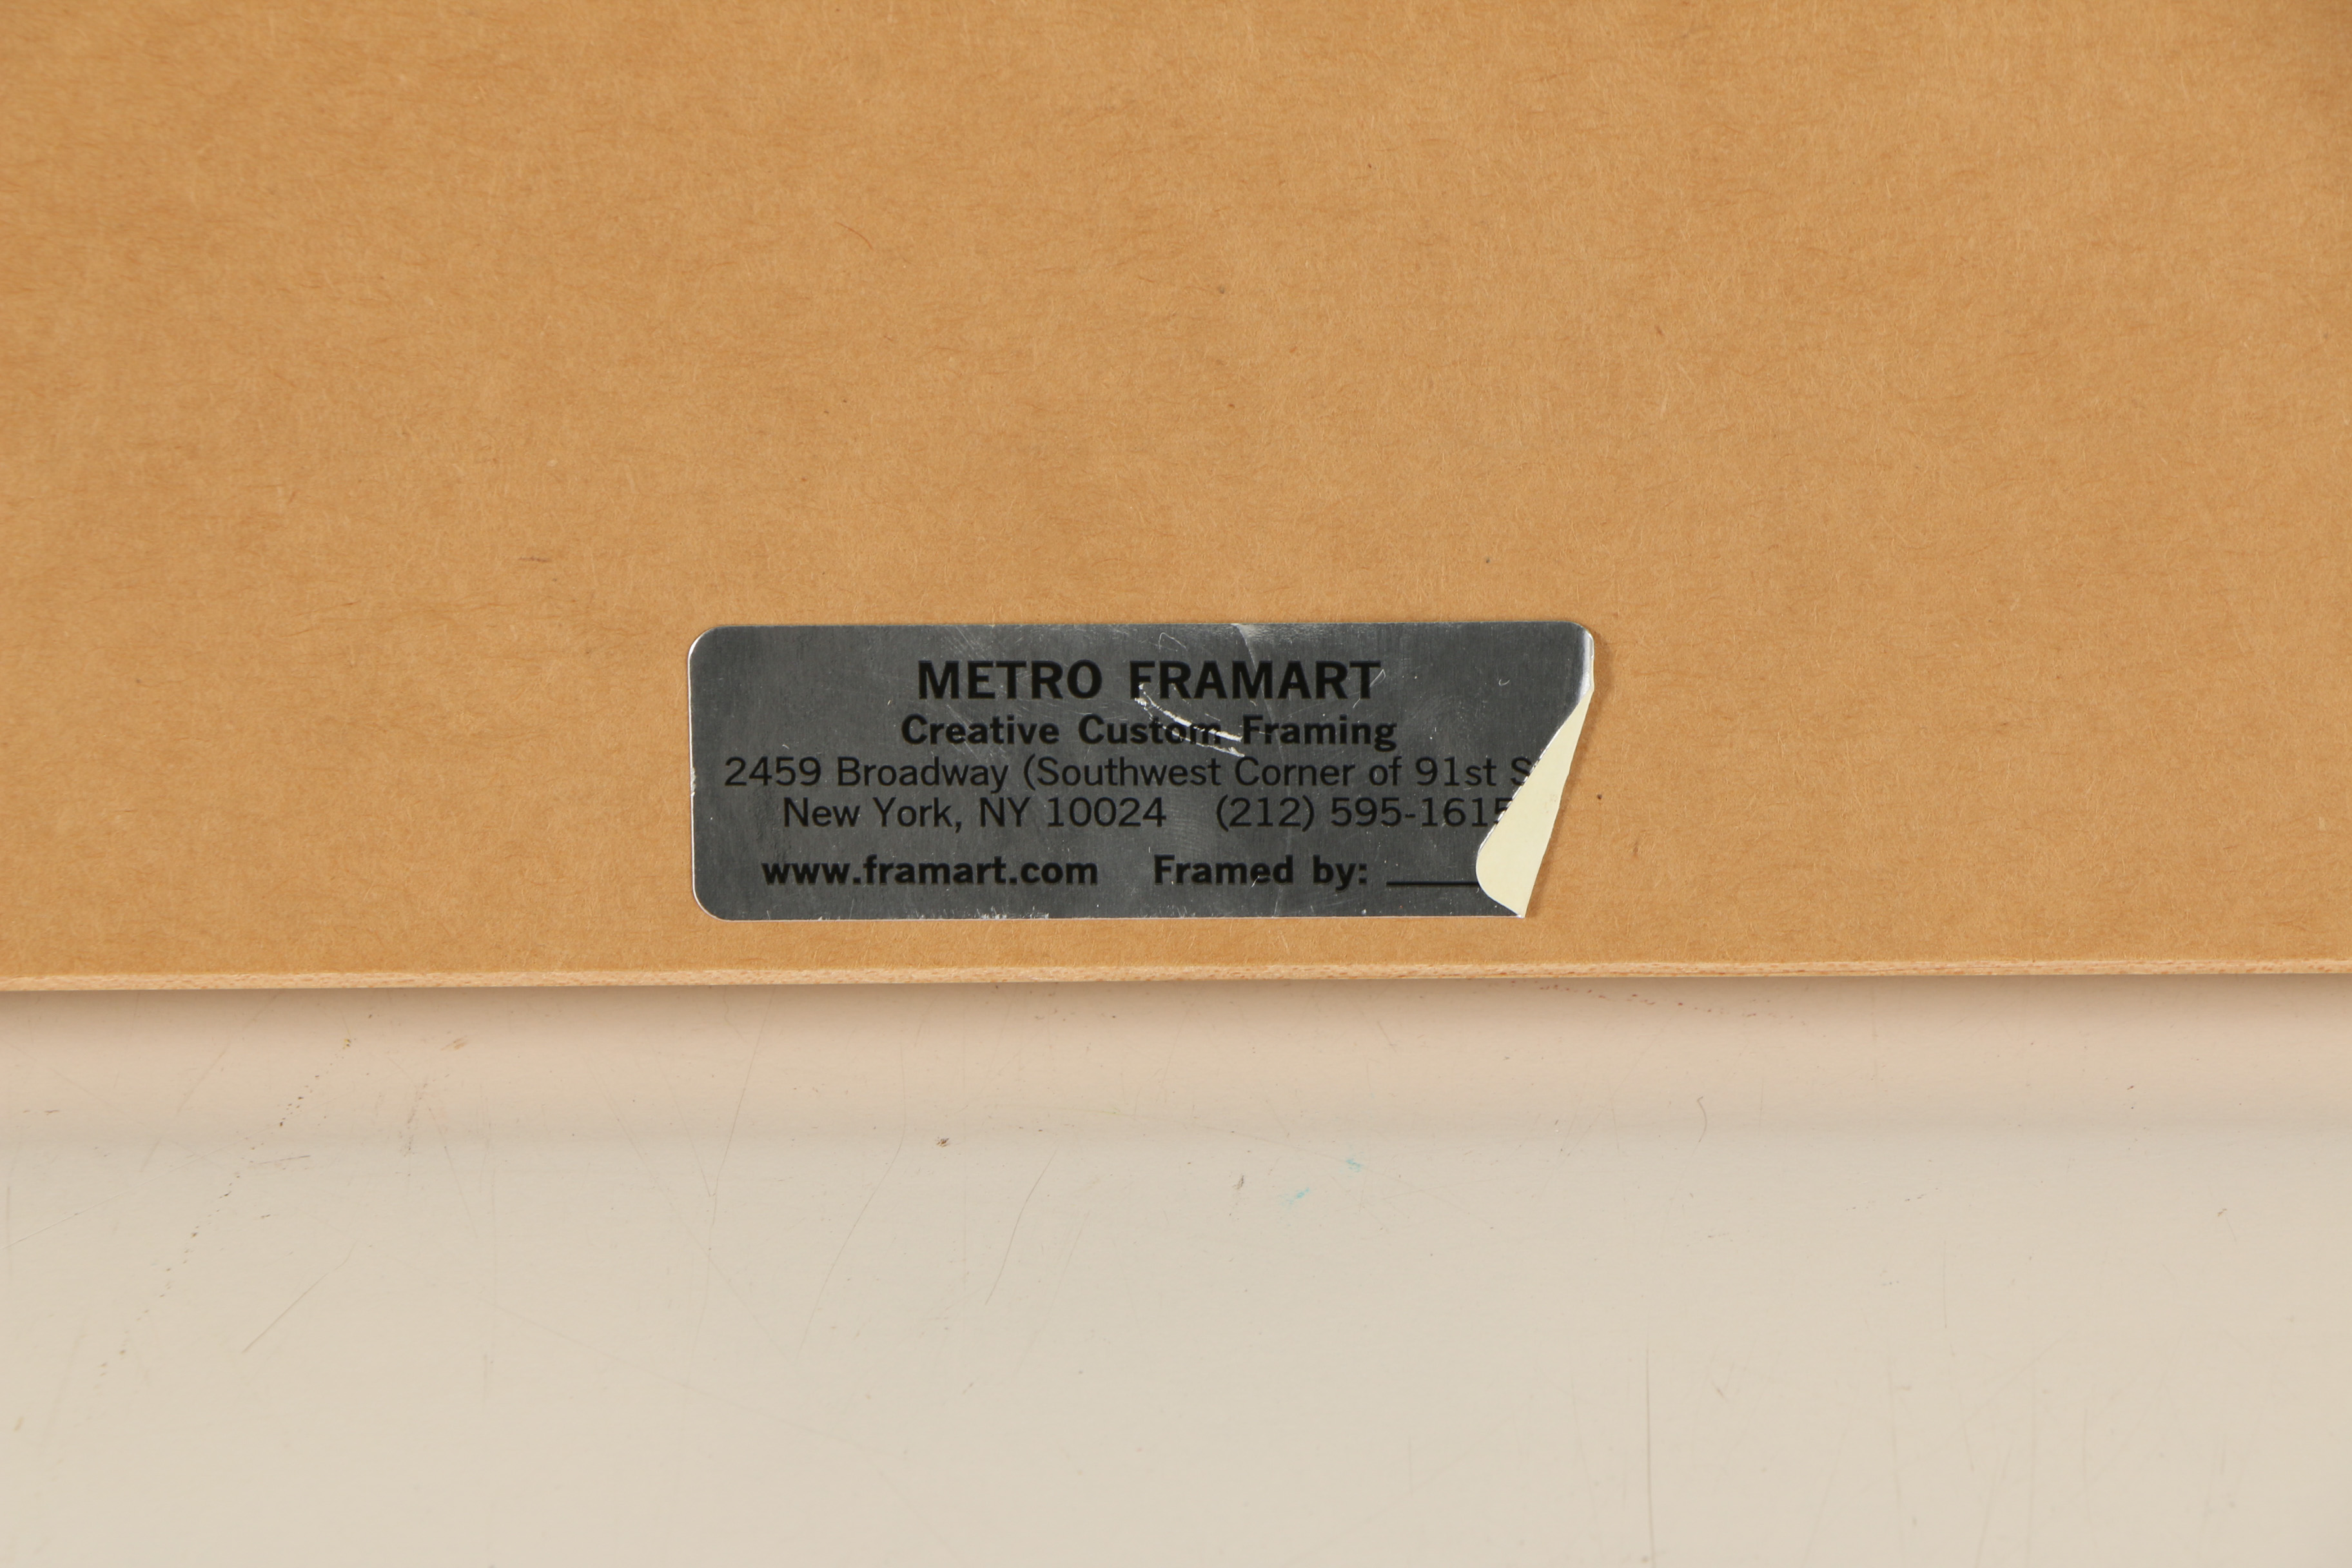 METRO FRAMART
Creative Custom Framing
2459 Broadway (Southwest Corner of 91st
New York, NY 10024 (212) 595-1615
www.framart.com Framed by: